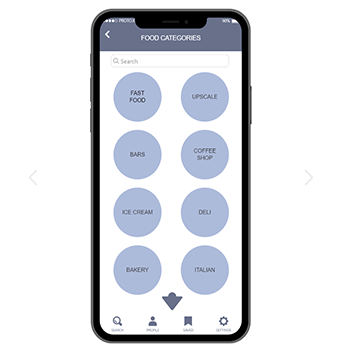 PROTO.IO 90%
FOOD CATEGORIES
Search
FAST
FOOD
UPSCALE
BARS
COFFEE
SHOP
ICE CREAM
DELI
BAKERY
ITALIAN
SEARCH PROFILE SAVED SETTINGS